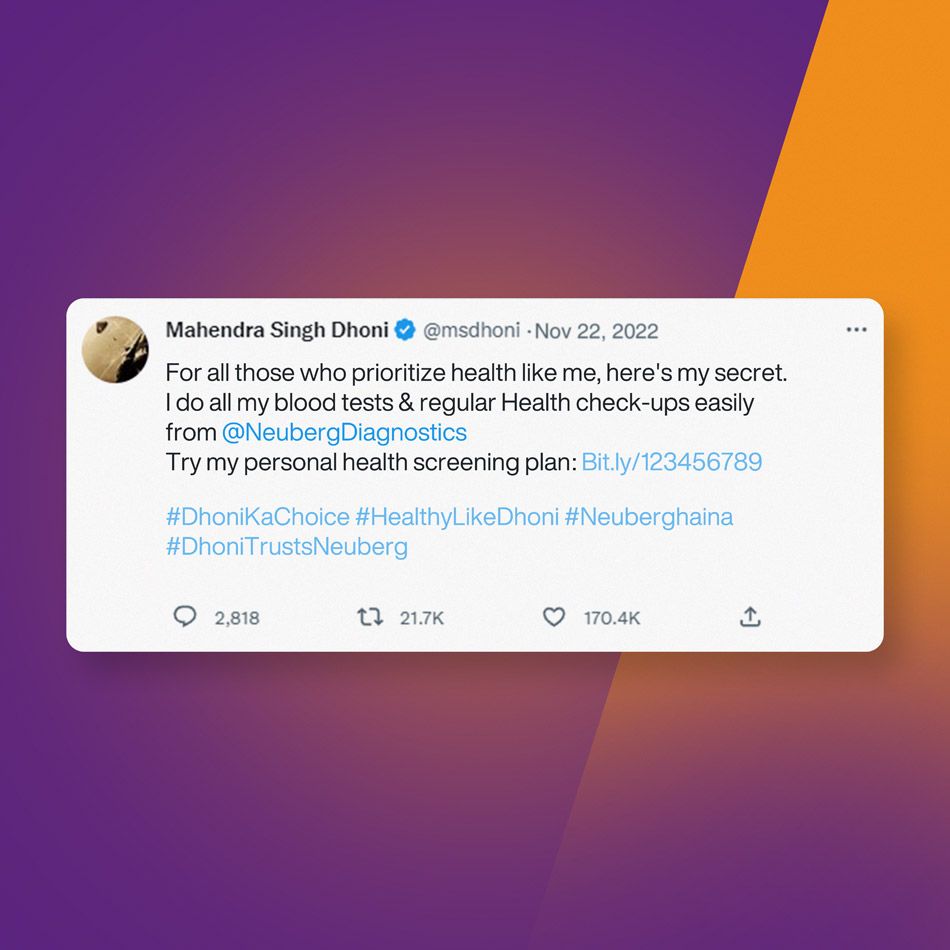 Mahendra Singh Dhoni @msdhoni · Nov 22, 2022
For all those who prioritize health like me, here's my secret.
I do all my blood tests & regular Health check-ups easily
from @NeubergDiagnostics
Try my personal health screening plan: Bit.ly/123456789
#DhoniKaChoice #HealthyLikeDhoni #Neuberghaina
#DhoniTrustsNeuberg
2,818 21.7K 170.4K